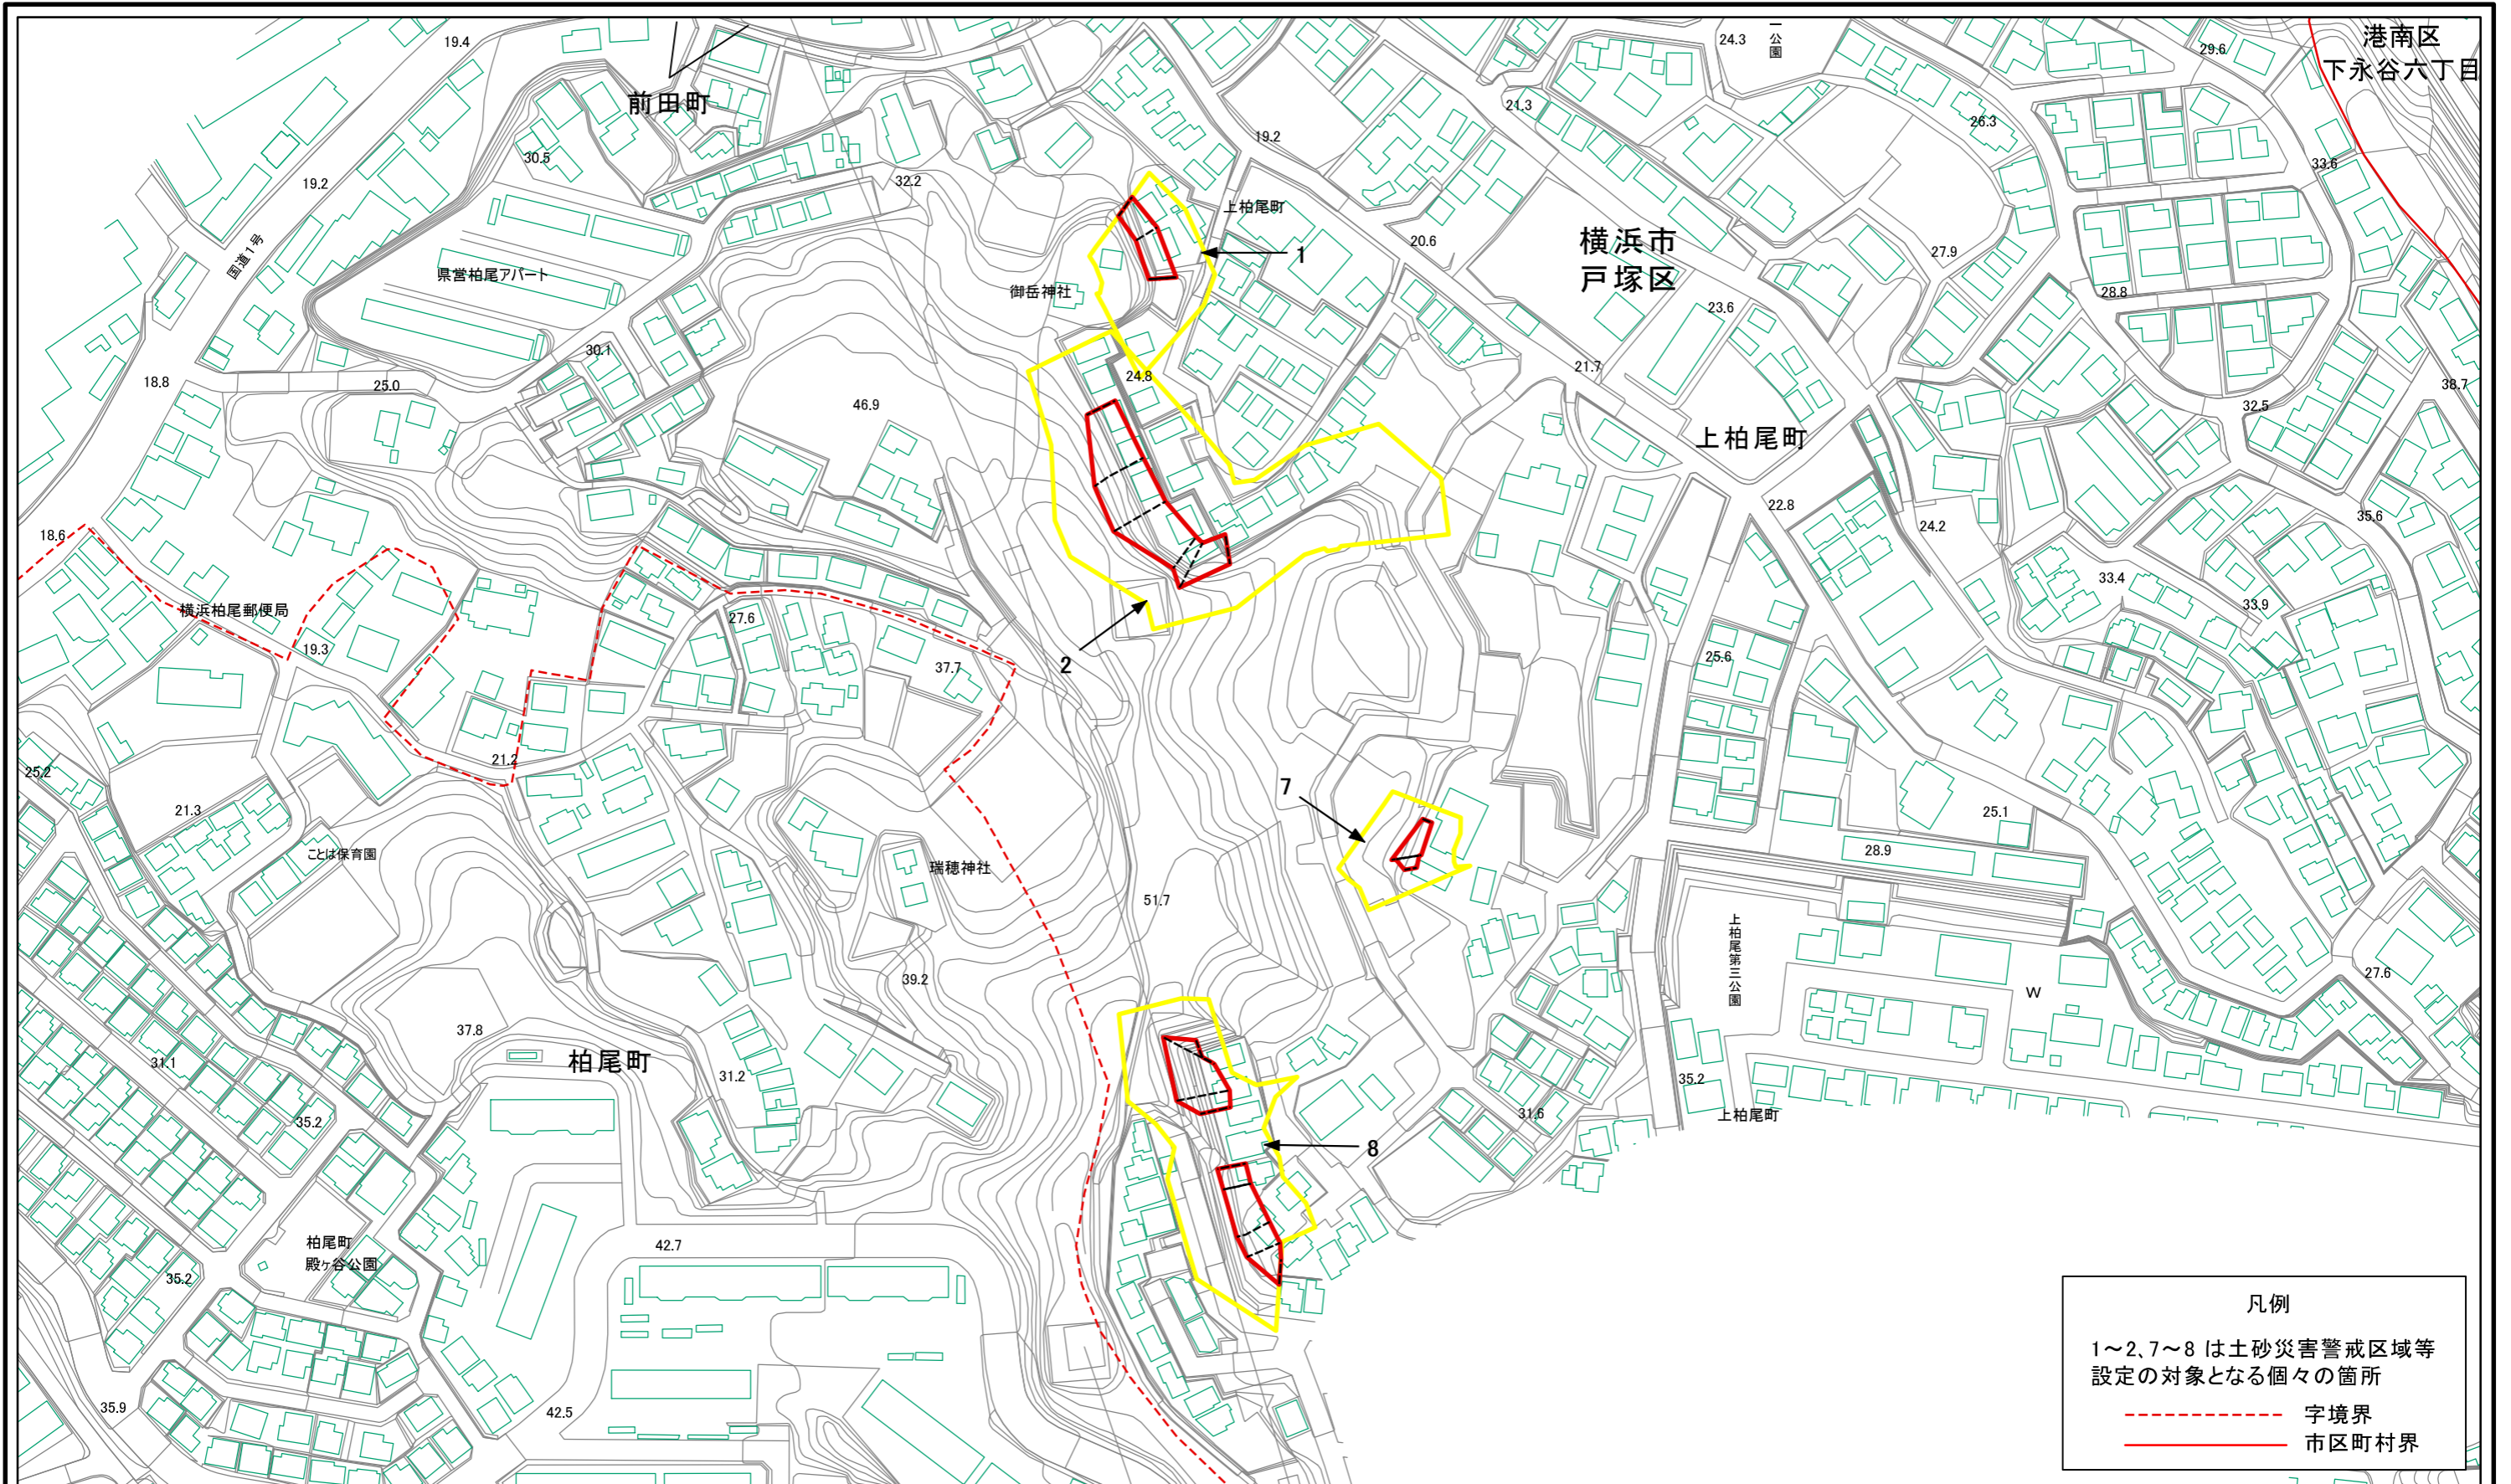 19.4
24.3
一公園
港南区
下永谷六丁目
29.6
前田町
21.3
26.3
19.2
30.5
33.6
19.2
32.2
上柏尾町
国道1号
20.6
横浜市
戸塚区
27.9
1
県営柏尾アパート
御岳神社
28.8
23.6
30.1
18.8
25.0
24.8
21.7
38.7
46.9
32.5
上柏尾町
22.8
35.6
18.6
24.2
33.4
横浜柏尾郵便局
27.6
33.9
19.3
2
37.7
25.6
21.2
25.2
7
21.3
25.1
ことは保育園
28.9
瑞穂神社
51.7
上柏尾第三公園
39.2
27.6
W
37.8
柏尾町
31.1
31.2
35.2
35.2
31.6
上柏尾町
8
柏尾町
殿ヶ谷公園
42.7
35.2
35.9
42.5
凡例
1～2、7～8 は土砂災害警戒区域等
設定の対象となる個々の箇所
字境界
市区町村界